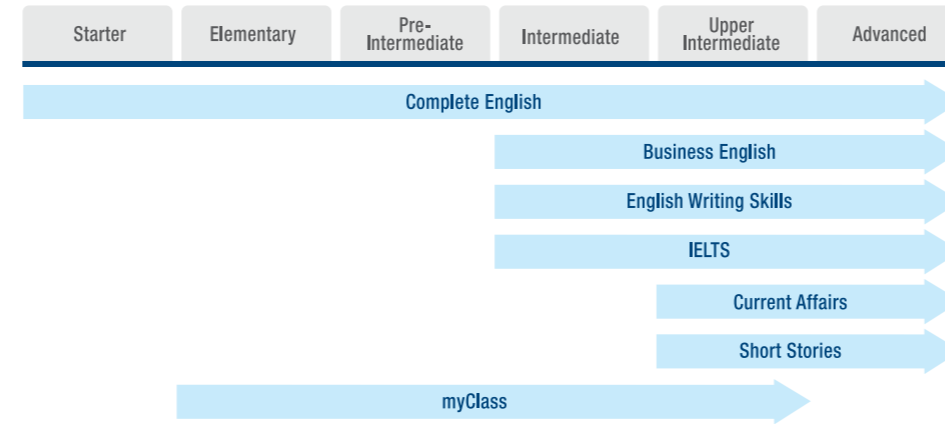 Starter
Elementary
Pre-
Intermediate
Intermediate
Upper
Intermediate
Advanced
Complete English
Business English
English Writing Skills
IELTS
Current Affairs
Short Stories
myClass